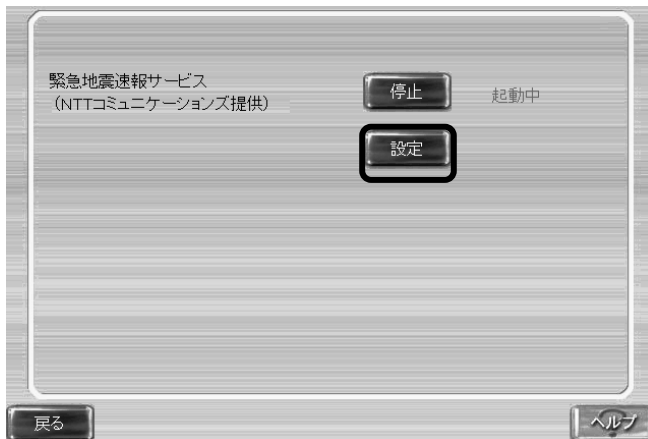 緊急地震速報サービス
（NTTコミュニケーションズ提供）
停止
起動中
設定
戻る
ヘルプ